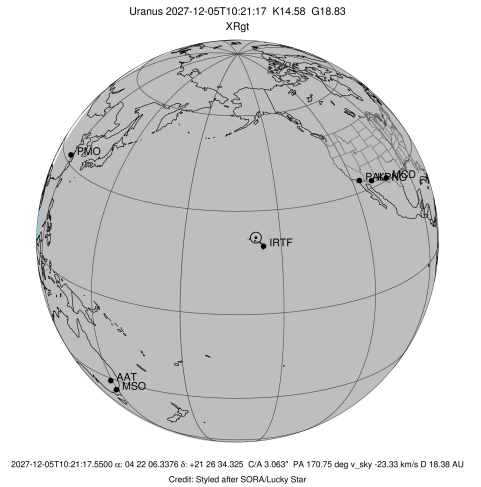 Uranus 2027-12-05T10:21:17 K14.58 G18.83
XRgt
PMO
MCD
IRTF
AAT
MSO
2027-12-05T10:21:17.5500 α: 04 22 06.3376 δ: +21 26 34.325 C/A 3.063" PA 170.75 deg v_sky -23.33 km/s D 18.38 AU
Credit: Styled after SORA/Lucky Star